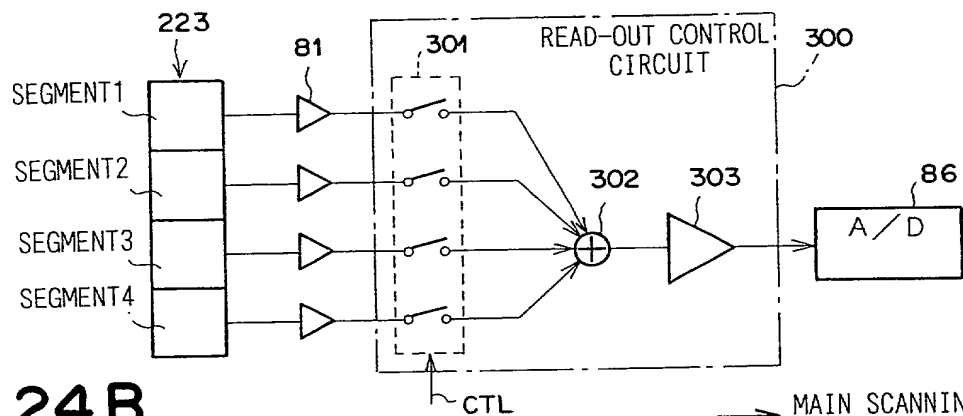 223
81
301
READ-OUT CONTROL
CIRCUIT
300
SEGMENT1
SEGMENT2
SEGMENT3
SEGMENT4
302
303
86
A/D
CTL
24B
MAIN SCANNIN